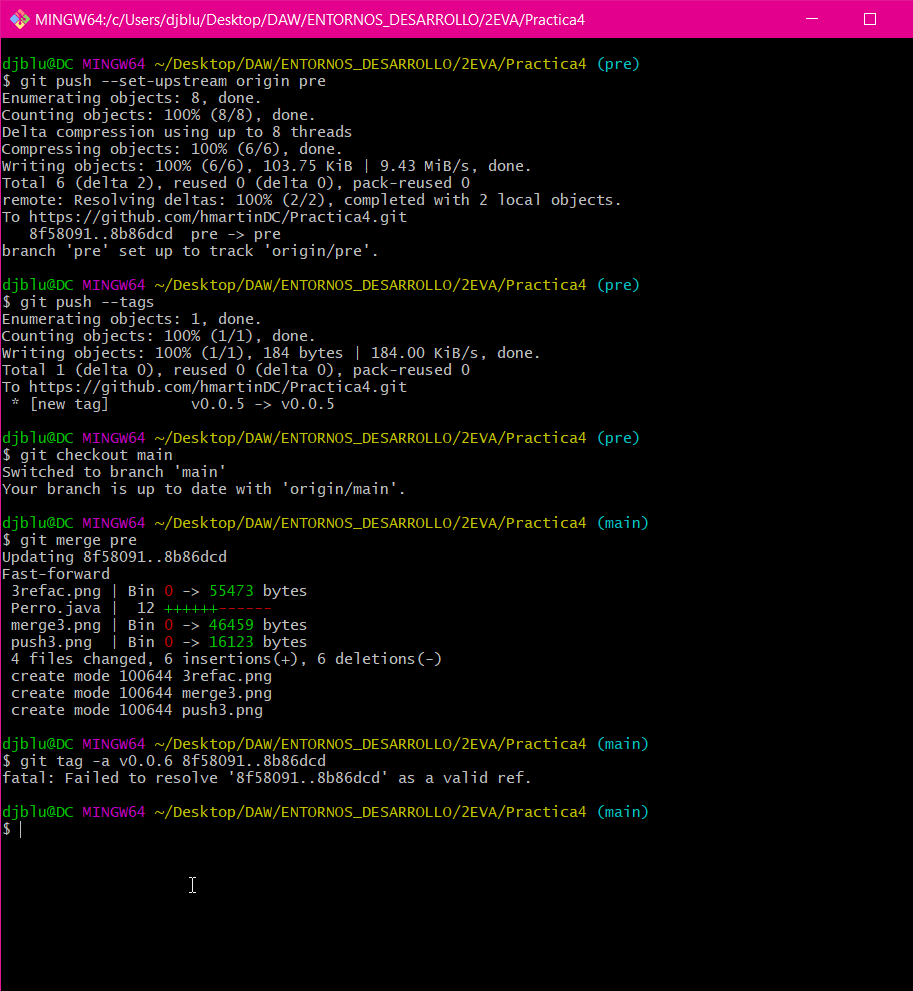 MINGW64:/c/Users/djblu/Desktop/DAW/ENTORNOS_DESARROLLO/2EVA/Practica4
djblu@DC MINGW64 ~/Desktop/DAW/ENTORNOS_DESARROLLO/2EVA/Practica4 (pre)
$ git push --set-upstream origin pre
Enumerating objects: 8, done.
Counting objects: 100% (8/8), done.
Delta compression using up to 8 threads
Compressing objects: 100% (6/6), done.
Writing objects: 100% (6/6), 103.75 KiB | 9.43 MiB/s, done.
Total 6 (delta 2), reused 0 (delta 0), pack-reused 0
remote: Resolving deltas: 100% (2/2), completed with 2 local objects.
To https://github.com/hmartinDC/Practica4.git
   8f58091..8b86dcd  pre -> pre
branch 'pre' set up to track 'origin/pre'.
djblu@DC MINGW64 ~/Desktop/DAW/ENTORNOS_DESARROLLO/2EVA/Practica4 (pre)
$ git push --tags
Enumerating objects: 1, done.
Counting objects: 100% (1/1), done.
Writing objects: 100% (1/1), 184 bytes | 184.00 KiB/s, done.
Total 1 (delta 0), reused 0 (delta 0), pack-reused 0
To https://github.com/hmartinDC/Practica4.git
 * [new tag]         v0.0.5 -> v0.0.5
djblu@DC MINGW64 ~/Desktop/DAW/ENTORNOS_DESARROLLO/2EVA/Practica4 (pre)
$ git checkout main
Switched to branch 'main'
Your branch is up to date with 'origin/main'.
djblu@DC MINGW64 ~/Desktop/DAW/ENTORNOS_DESARROLLO/2EVA/Practica4 (main)
$ git merge pre
Updating 8f58091..8b86dcd
Fast-forward
 3refac.png | Bin 0 -> 55473 bytes
 Perro.java |  12 ++++++------
 merge3.png | Bin 0 -> 46459 bytes
 push3.png  | Bin 0 -> 16123 bytes
 4 files changed, 6 insertions(+), 6 deletions(-)
 create mode 100644 3refac.png
 create mode 100644 merge3.png
 create mode 100644 push3.png
djblu@DC MINGW64 ~/Desktop/DAW/ENTORNOS_DESARROLLO/2EVA/Practica4 (main)
$ git tag -a v0.0.6 8f58091..8b86dcd
fatal: Failed to resolve '8f58091..8b86dcd' as a valid ref.
djblu@DC MINGW64 ~/Desktop/DAW/ENTORNOS_DESARROLLO/2EVA/Practica4 (main)
$